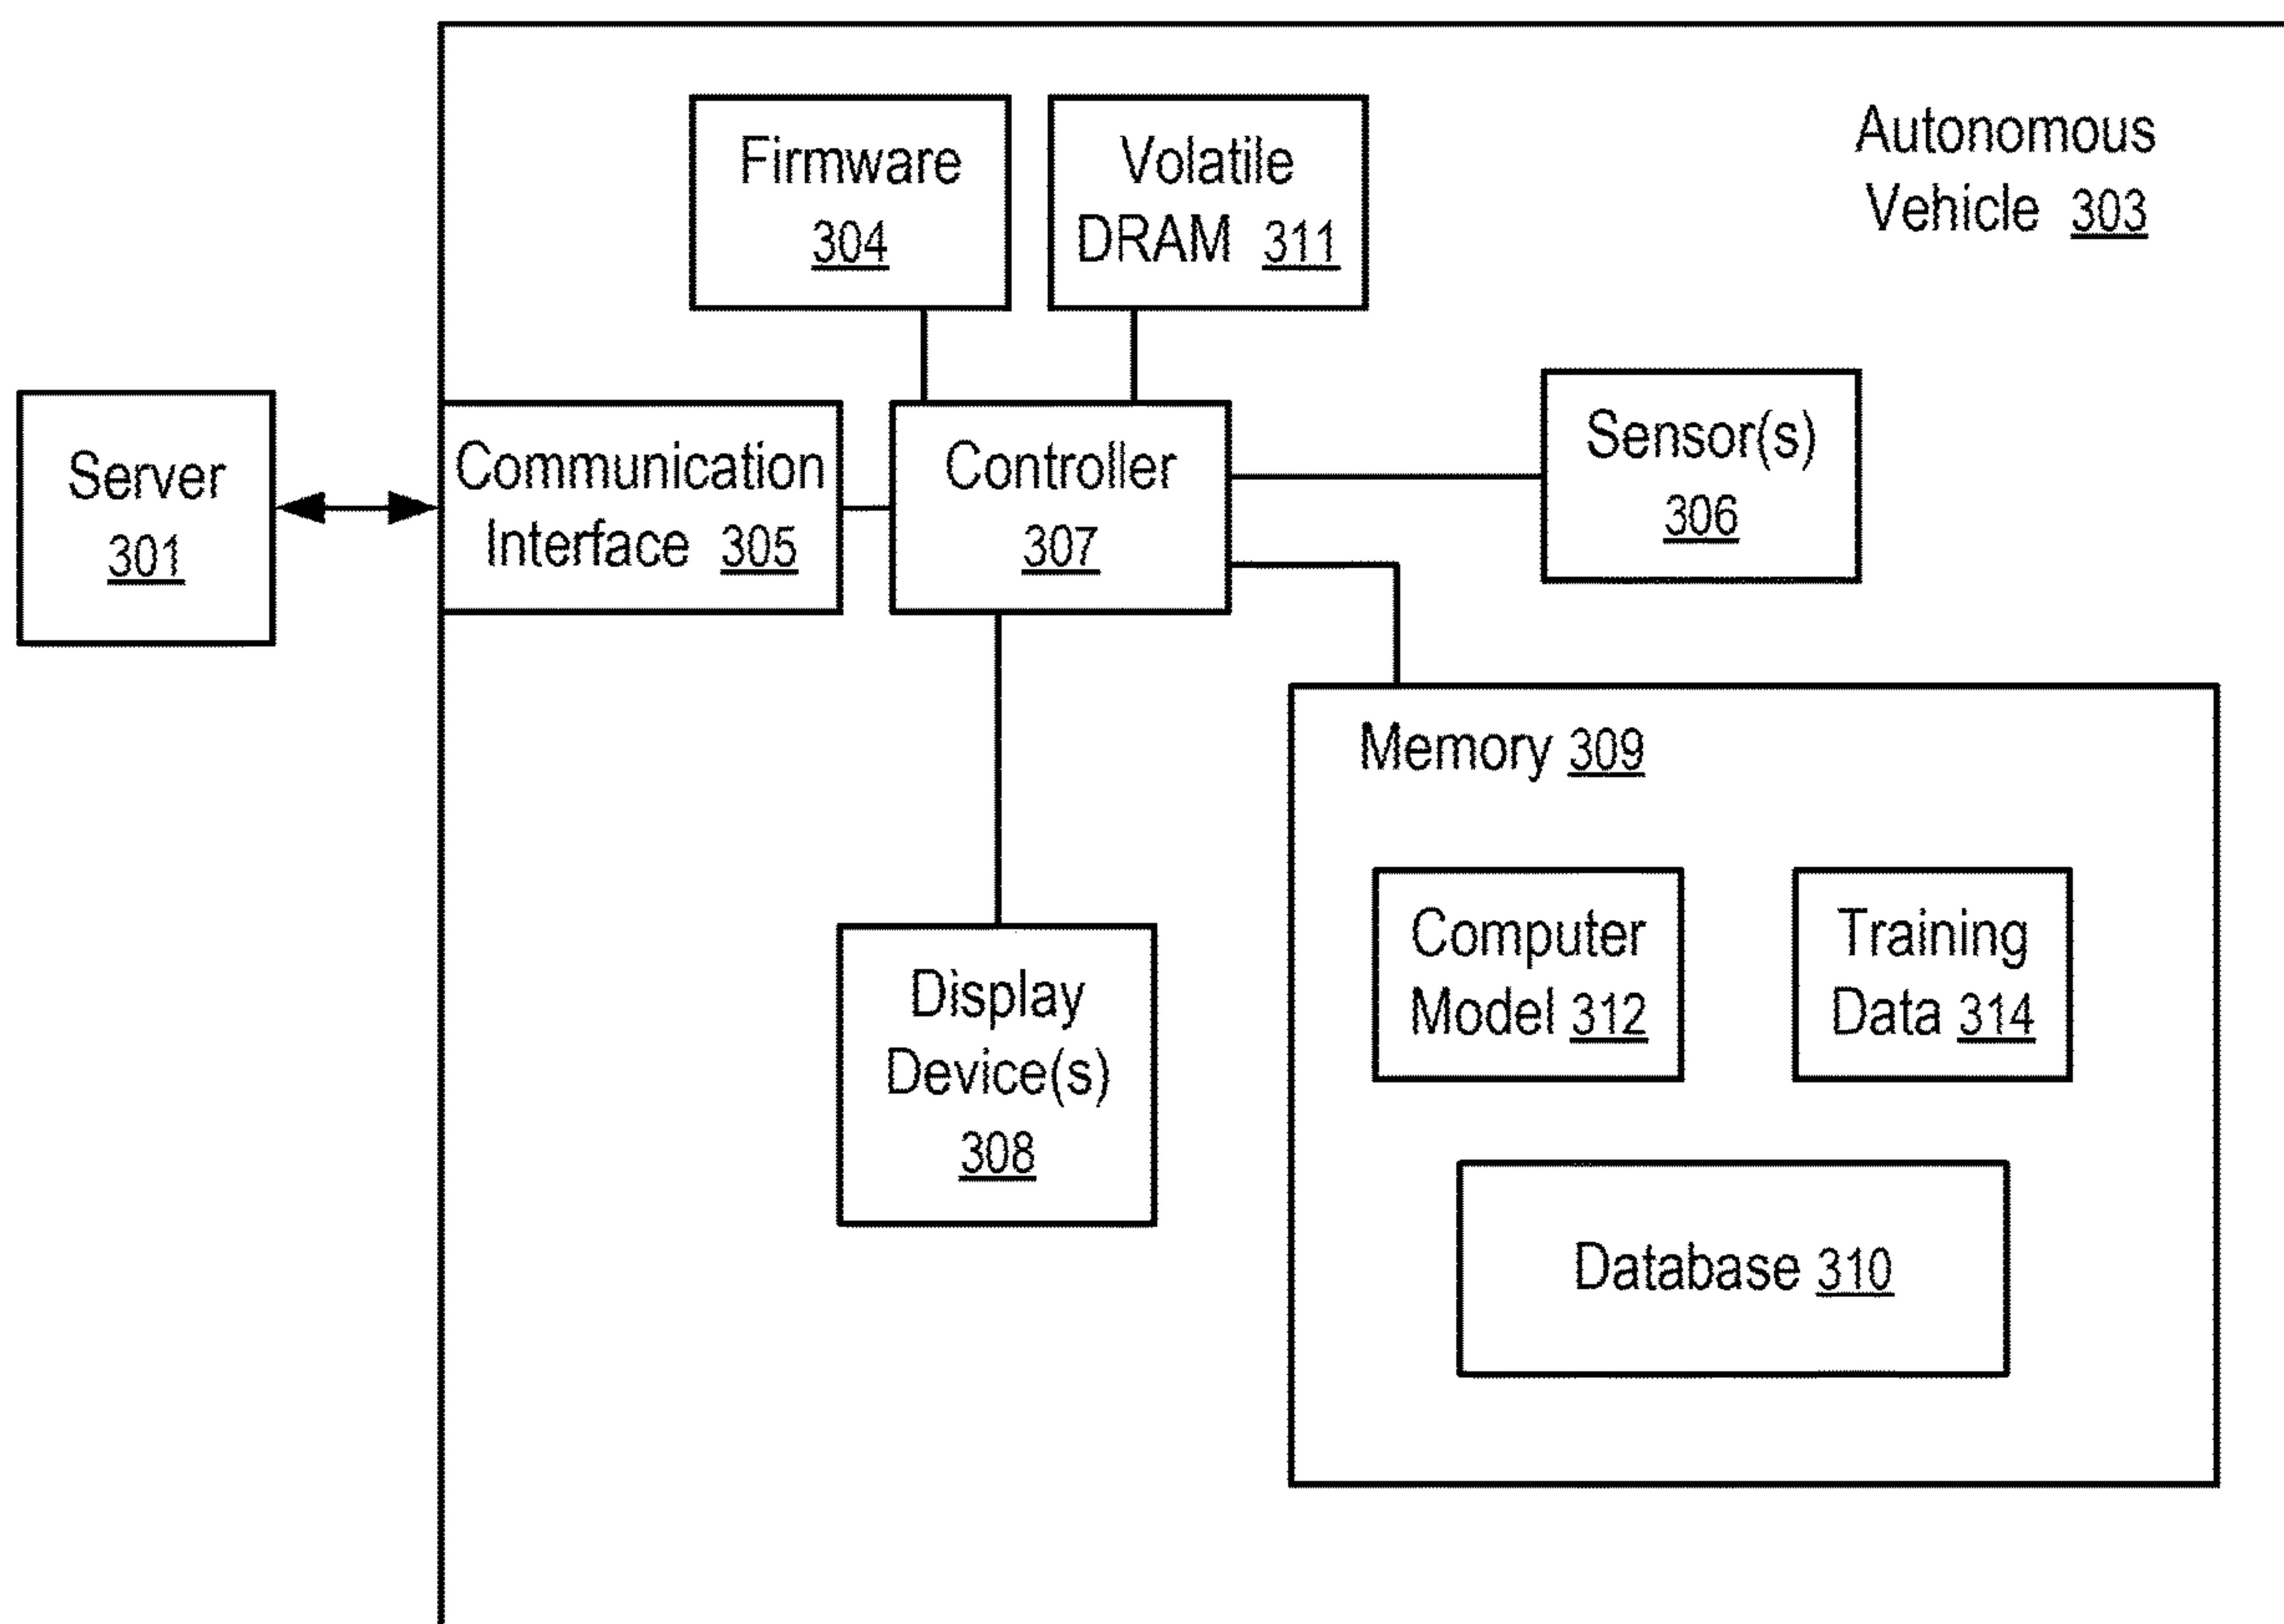 Firmware
304
Volatile
DRAM 311
Autonomous
Vehicle 303
Server
301
Communication
Interface 305
Controller
307
Sensor(s)
306
Memory 309
Display
Device(s)
308
Computer
Model 312
Training
Data 314
Database 310